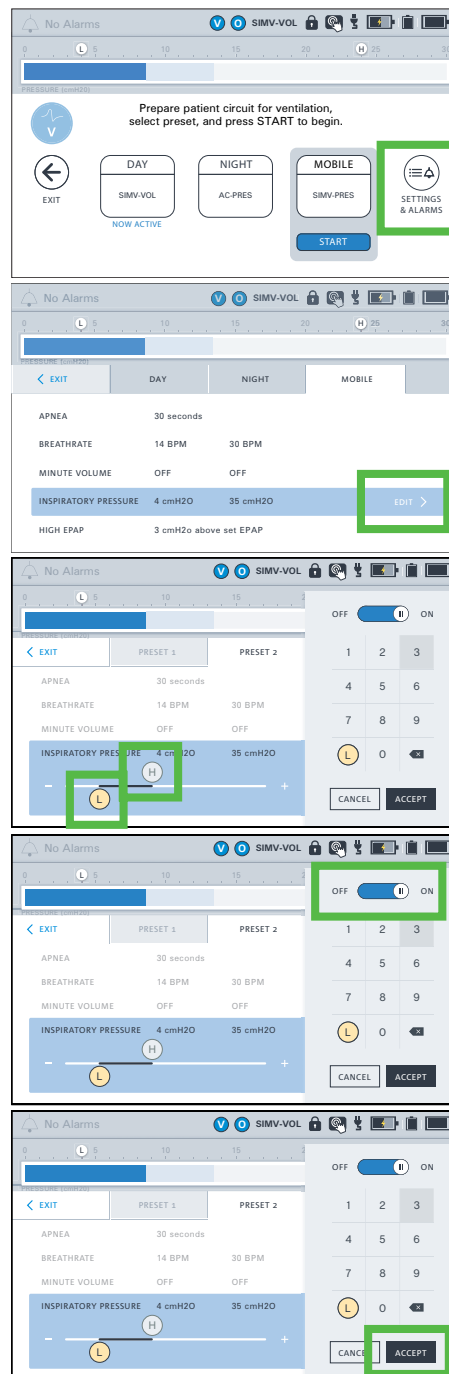 No Alarms V O SIMV-VOL
0 L 5 10 15 20 H 25 30
PRESSURE (cmH20)
Prepare patient circuit for ventilation,
select preset, and press START to begin.
V
DAY NIGHT MOBILE
SIMV-VOL AC-PRES SIMV-PRES
EXIT SETTINGS
& ALARMS
NOW ACTIVE
START
No Alarms V O SIMV-VOL
0 L 5 10 15 20 H 25 30
PRESSURE (cmH20)
EXIT DAY NIGHT MOBILE
APNEA 30 seconds
BREATHRATE 14 BPM 30 BPM
MINUTE VOLUME OFF OFF
INSPIRATORY PRESSURE 4 cmH2O 35 cmH2O EDIT
HIGH EPAP 3 cmH2o above set EPAP
No Alarms V O SIMV-VOL
0 L 5 10 15 2
OFF ON
PRESSURE (cmH20)
EXIT PRESET 1 PRESET 2 1 2 3
APNEA 30 seconds
4 5 6
BREATHRATE 14 BPM 30 BPM
MINUTE VOLUME OFF OFF 7 8 9
INSPIRATORY PRESSURE 4 cmH2O 35 cmH2O
L 0
H
− +
L
CANCEL ACCEPT
No Alarms V O SIMV-VOL
0 L 5 10 15 2
OFF ON
PRESSURE (cmH20)
EXIT PRESET 1 PRESET 2 1 2 3
APNEA 30 seconds
4 5 6
BREATHRATE 14 BPM 30 BPM
MINUTE VOLUME OFF OFF 7 8 9
INSPIRATORY PRESSURE 4 cmH2O 35 cmH2O
L 0
H
− +
L
CANCEL ACCEPT
No Alarms V O SIMV-VOL
0 L 5 10 15 2
OFF ON
PRESSURE (cmH20)
EXIT PRESET 1 PRESET 2 1 2 3
APNEA 30 seconds
4 5 6
BREATHRATE 14 BPM 30 BPM
MINUTE VOLUME OFF OFF 7 8 9
INSPIRATORY PRESSURE 4 cmH2O 35 cmH2O
L 0
H
− +
L
CANCE ACCEPT